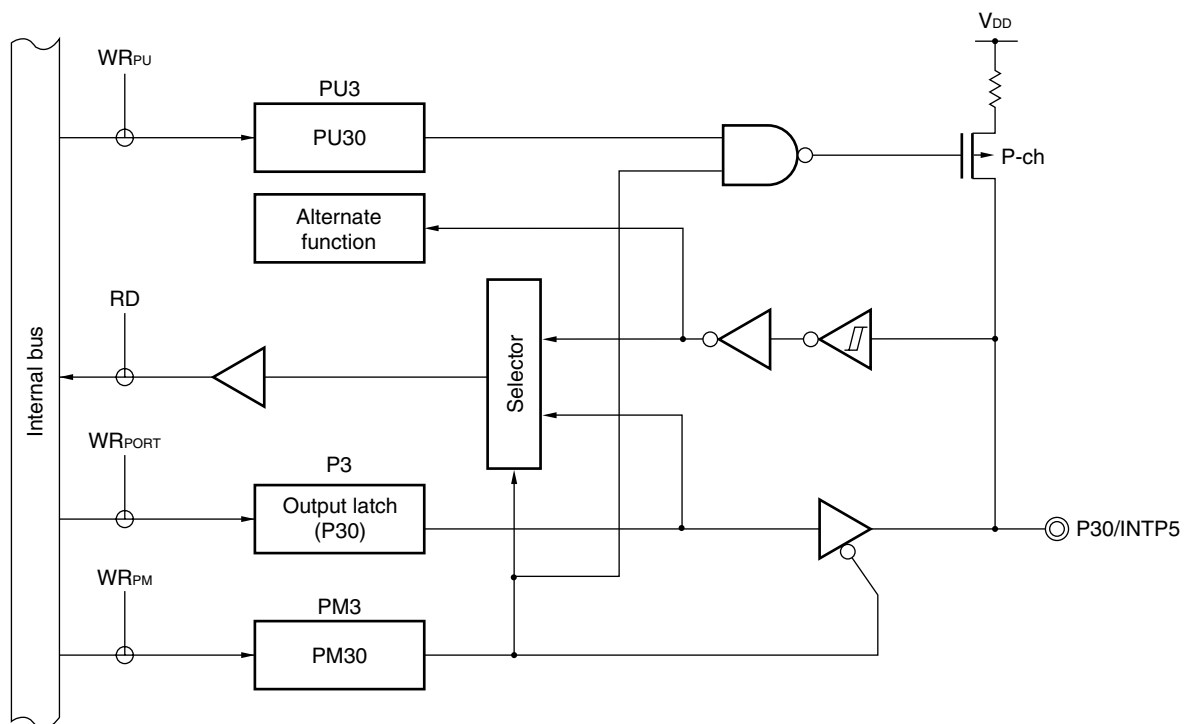 VDD
WRPU
PU3
PU30
P-ch
Alternate
function
RD
Internal bus
Selector
WRPORT
P3
Output latch
(P30)
P30/INTP5
WRPM
PM3
PM30